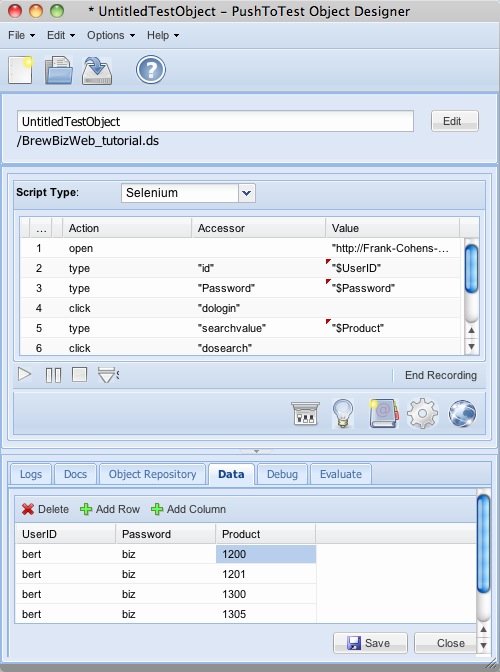 * UntitledTestObject – PushToTest Object Designer
File Edit Options Help
UntitledTestObject Edit
/BrewBizWeb_tutorial.ds
Script Type: Selenium
... Action Accessor Value
1 open "http://Frank-Cohens-...
2 type "id" "$UserID"
3 type "Password" "$Password"
4 click "dologin"
5 type "searchvalue" "$Product"
6 click "dosearch"
End Recording
Logs Docs Object Repository Data Debug Evaluate
Delete Add Row Add Column
UserID Password Product
bert biz 1200
bert biz 1201
bert biz 1300
bert biz 1305
Save Close